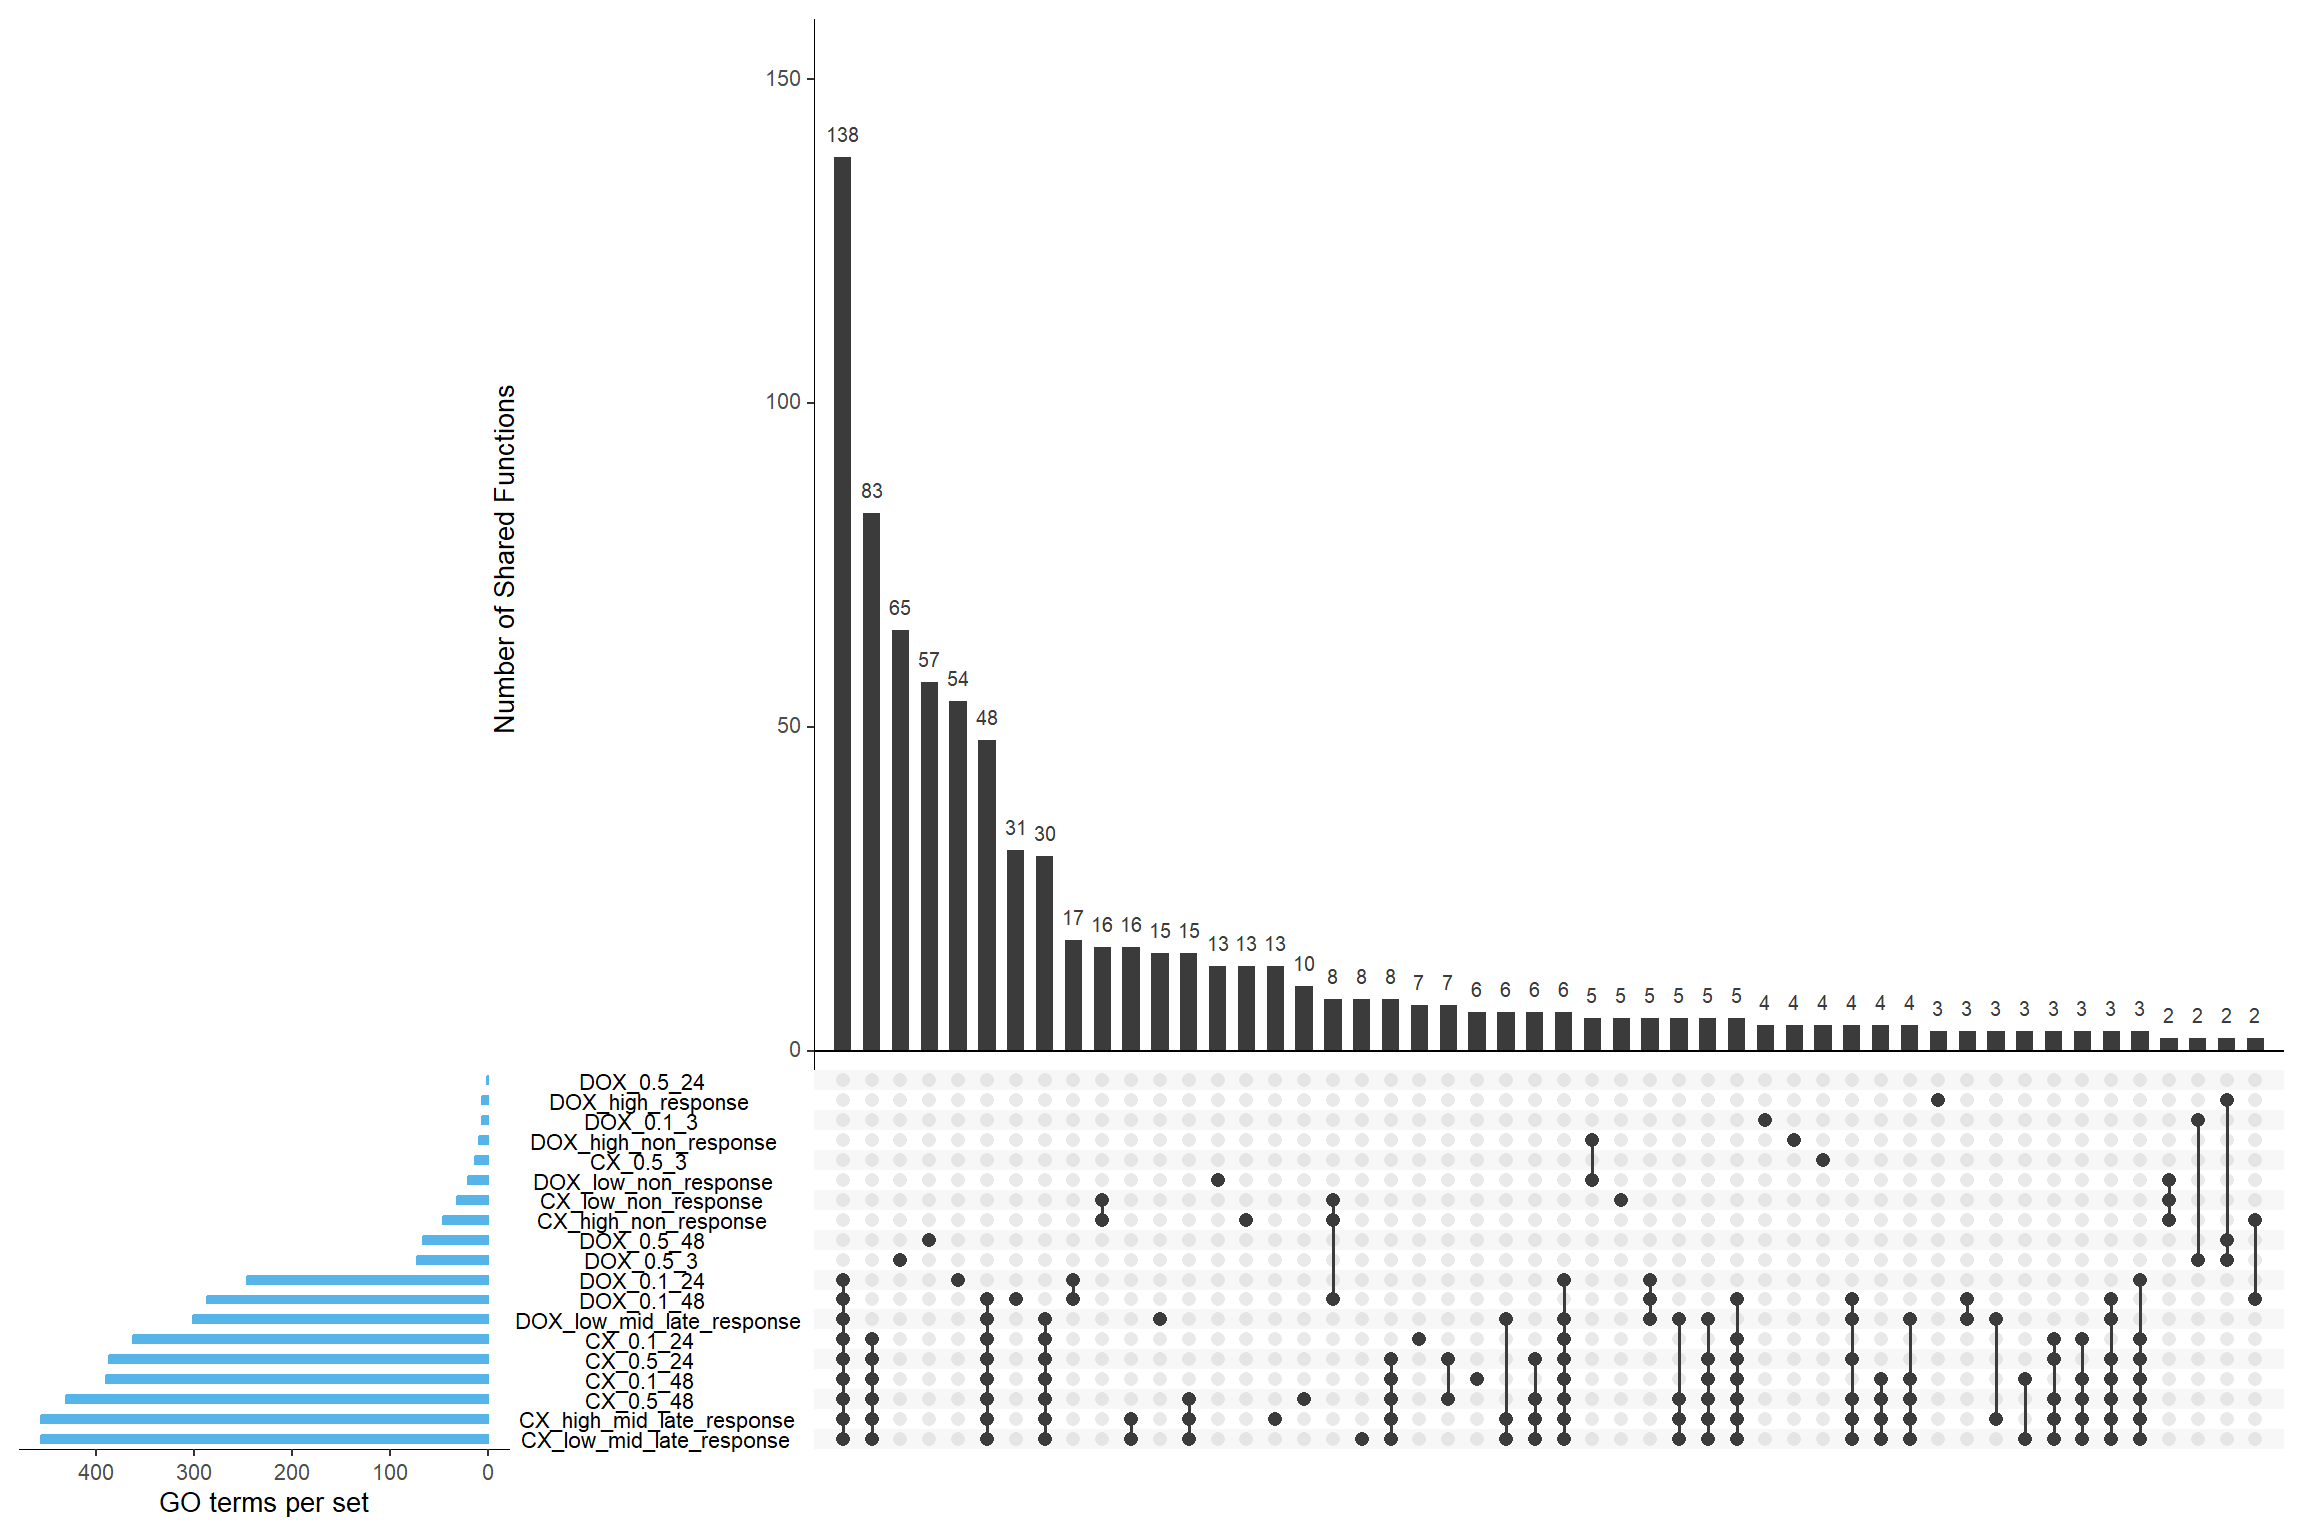 150
100
50
0
Number of Shared Functions
138
83
65
57
54
48
31
30
17
16
16
15
15
13
13
13
10
8
8
8
7
7
6
6
6
6
5
5
5
5
5
5
4
4
4
4
4
4
3
3
3
3
3
3
3
3
2
2
2
2
DOX_0.5_24
DOX_high_response
DOX_0.1_3
DOX_high_non_response
CX_0.5_3
DOX_low_non_response
CX_low_non_response
CX_high_non_response
DOX_0.5_48
DOX_0.5_3
DOX_0.1_24
DOX_0.1_48
DOX_low_mid_late_response
CX_0.1_24
CX_0.5_24
CX_0.1_48
CX_0.5_48
CX_high_mid_late_response
CX_low_mid_late_response
400 300 200 100 0
GO terms per set